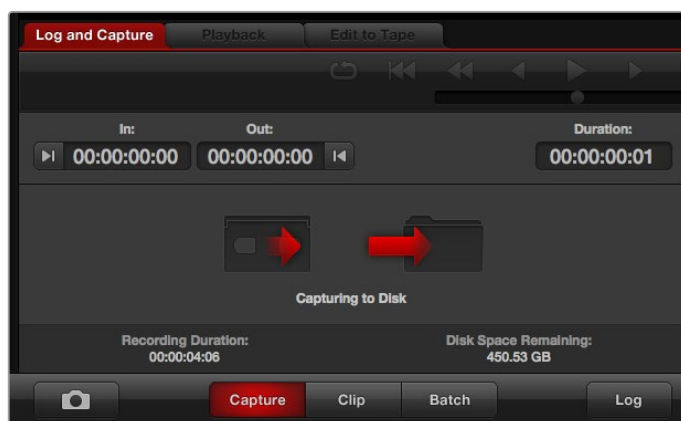 Log and Capture Playback Edit to Tape
In: Out: Duration:
00:00:00:00 00:00:00:00 00:00:00:01
Capturing to Disk
Recording Duration: Disk Space Remaining:
00:00:04:06 450.53 GB
Capture Clip Batch Log